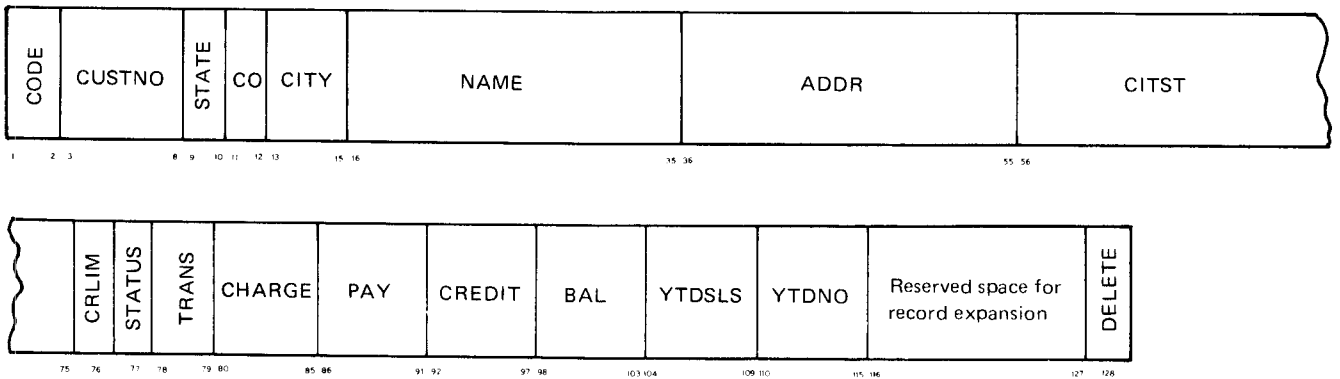 CODE CUSTNO STATE CO CITY NAME ADDR CITST
1 2 3 8 9 10 11 12 13 15 16 35 36 55 56
CRLIM STATUS TRANS CHARGE PAY CREDIT BAL YTDSLS YTDNO Reserved space for DELETE
record expansion
75 76 77 78 79 80 85 86 91 92 97 98 103 104 109 110 115 116 127 128